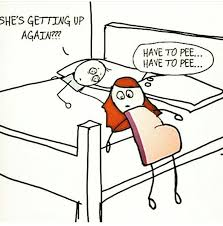 SHE'S GETTING UP
AGAIN???
HAVE TO PEE...
HAVE TO PEE...